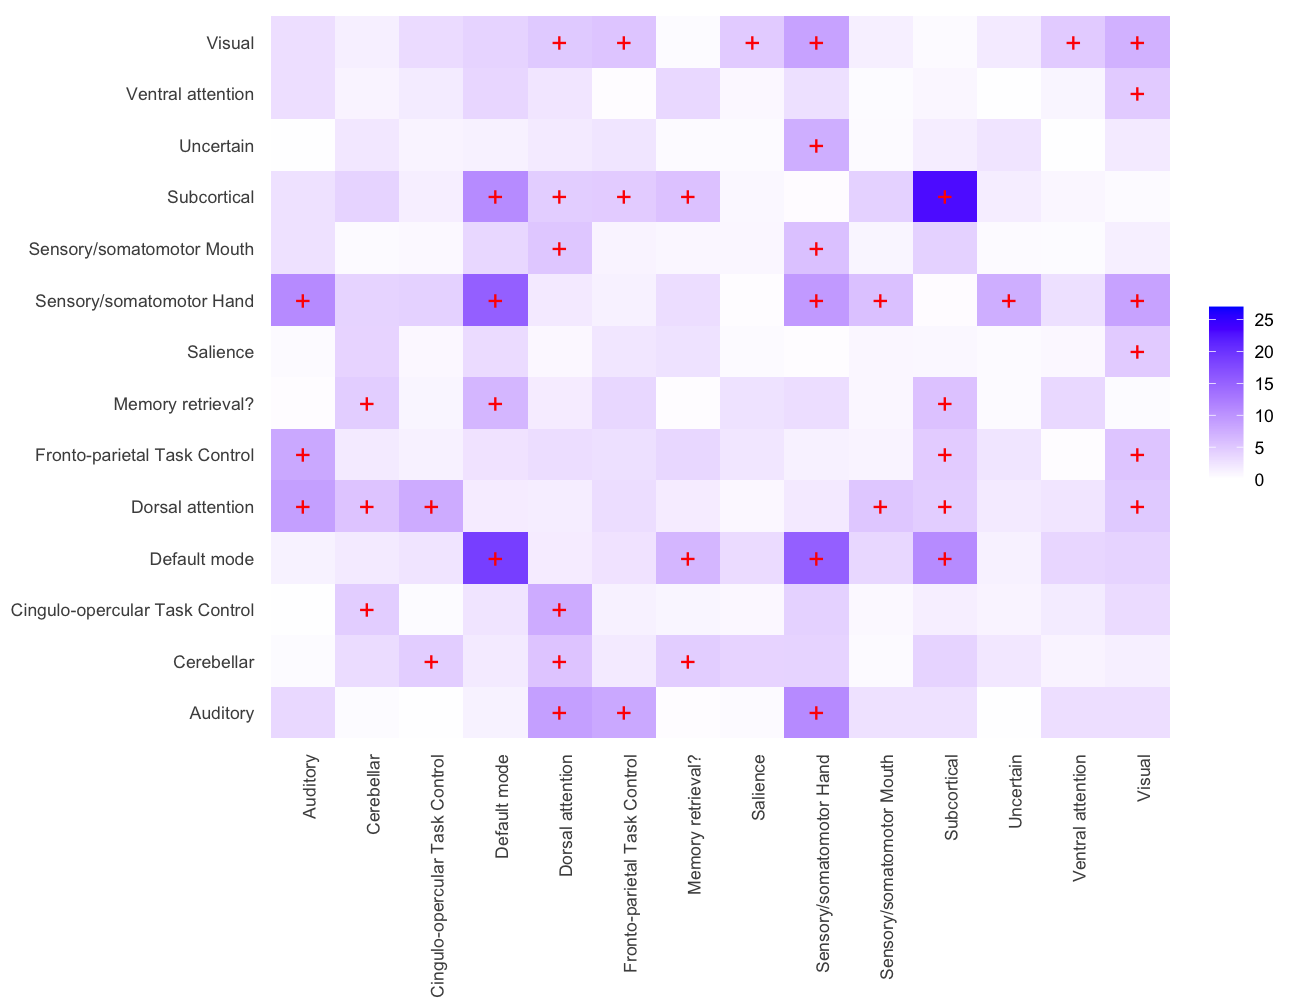 Visual
Ventral attention
Uncertain
Subcortical
Sensory/somatomotor Mouth
Sensory/somatomotor Hand
Salience
Memory retrieval?
Fronto-parietal Task Control
Dorsal attention
Default mode
Cingulo-opercular Task Control
Cerebellar
Auditory
Auditory
Cerebellar
Cingulo-opercular Task Control
Default mode
Dorsal attention
Fronto-parietal Task Control
Memory retrieval?
Salience
Sensory/somatomotor Hand
Sensory/somatomotor Mouth
Subcortical
Uncertain
Ventral attention
Visual
25
20
15
10
5
0